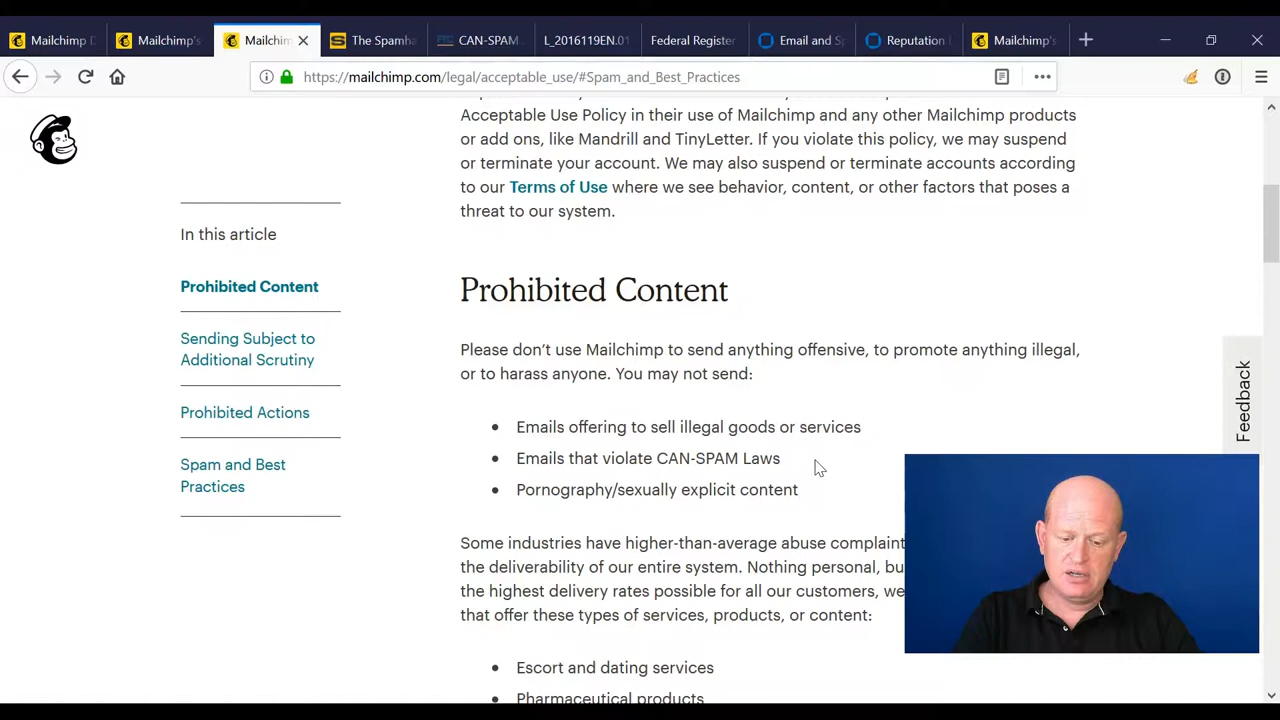 Mailchimp D
Mailchimp's
Mailchim
The Spamha
CAN-SPAM
L_2016119EN.01
Federal Register
Email and Sp
Reputation
Mailchimp's
https://mailchimp.com/legal/acceptable_use/#Spam_and_Best_Practices
Acceptable Use Policy in their use of Mailchimp and any other Mailchimp products
or add ons, like Mandrill and TinyLetter. If you violate this policy, we may suspend
or terminate your account. We may also suspend or terminate accounts according
to our Terms of Use where we see behavior, content, or other factors that poses a
threat to our system.
In this article
Prohibited Content
Sending Subject to
Additional Scrutiny
Prohibited Actions
Spam and Best
Practices
Prohibited Content
Please don't use Mailchimp to send anything offensive, to promote anything illegal,
or to harass anyone. You may not send:
• Emails offering to sell illegal goods or services
• Emails that violate CAN-SPAM Laws
• Pornography/sexually explicit content
Some industries have higher-than-average abuse complaint
the deliverability of our entire system. Nothing personal, bu
the highest delivery rates possible for all our customers, we
that offer these types of services, products, or content:
• Escort and dating services
• Pharmaceutical products
Feedback